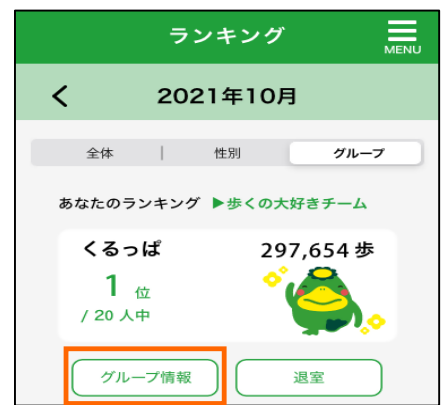 ランキング
MENU
2021年10月
全体 | 性別 グループ
あなたのランキング ▶歩くの大好きチーム
くるっぱ 297,654 歩
1 位
/ 20 人中
グループ情報 退室